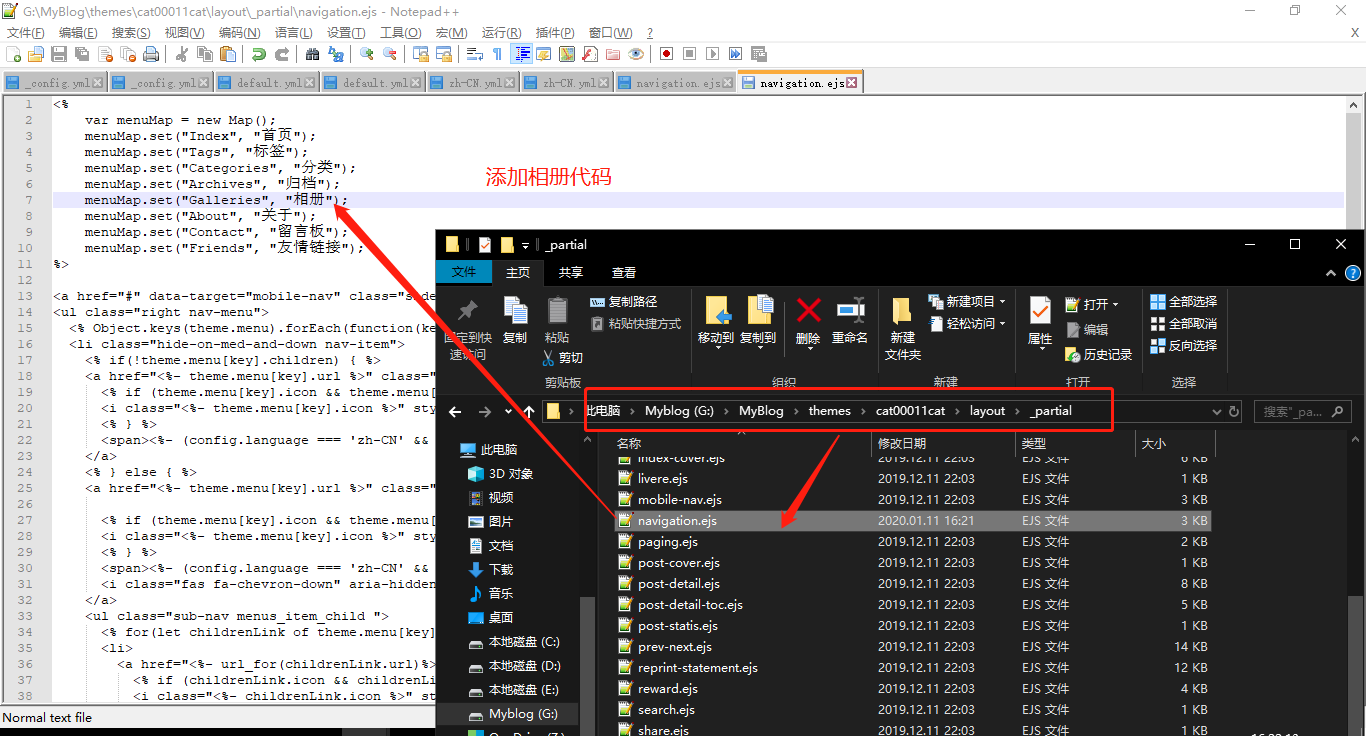 G:\MyBlog\themes\cat00011cat\layout\_partial\navigation.ejs - Notepad++
文件(F) 编辑(E) 搜索(S) 视图(V) 编码(N) 语言(L) 设置(T) 工具(O) 宏(M) 运行(R) 插件(P) 窗口(W) ? X
_config.yml _config.yml default.yml default.yml zh-CN.yml zh-CN.yml navigation.ejs navigation.ejs
1 <%
2 var menuMap = new Map();
3 menuMap.set("Index", "首页");
4 menuMap.set("Tags", "标签");
5 menuMap.set("Categories", "分类");
6 menuMap.set("Archives", "归档");
7 menuMap.set("Galleries", "相册");
8 menuMap.set("About", "关于");
9 menuMap.set("Contact", "留言板");
10 menuMap.set("Friends", "友情链接");
11 %>
12
13 <a href="#" data-target="mobile-nav" class="side
14 <ul class="right nav-menu">
15 <% Object.keys(theme.menu).forEach(function(ke
16 <li class="hide-on-med-and-down nav-item">
17 <% if(!theme.menu[key].children) { %>
18 <a href="<%- theme.menu[key].url %>" class="
19 <% if (theme.menu[key].icon && theme.menu[
20 <i class="<%- theme.menu[key].icon %>" sty
21 <% } %>
22 <span><%- (config.language === 'zh-CN' &&
23 </a>
24 <% } else { %>
25 <a href="<%- theme.menu[key].url %>" class="
26
27 <% if (theme.menu[key].icon && theme.menu[
28 <i class="<%- theme.menu[key].icon %>" sty
29 <% } %>
30 <span><%- (config.language === 'zh-CN' &&
31 <i class="fas fa-chevron-down" aria-hidden
32 </a>
33 <ul class="sub-nav menus_item_child ">
34 <% for(let childrenLink of theme.menu[key]
35 <li>
36 <a href="<%- url_for(childrenLink.url)%>
37 <% if (childrenLink.icon && childrenLin
38 <i class="<%- childrenLink.icon %>" st
Normal text file
添加相册代码
_partial
文件 主页 共享 查看
固定到快速访问
复制
粘贴
复制路径
粘贴快捷方式
剪切
剪贴板
移动到 复制到 删除 重命名
组织
新建文件夹
新建项目
轻松访问
新建
属性
打开
编辑
历史记录
打开
全部选择
全部取消
反向选择
选择
此电脑 › Myblog (G:) › MyBlog › themes › cat00011cat › layout › _partial
搜索"_pa...
此电脑
3D 对象
视频
图片
文档
下载
音乐
桌面
本地磁盘 (C:)
本地磁盘 (D:)
本地磁盘 (E:)
Myblog (G:)
名称 修改日期 类型 大小
index-cover.ejs 2019.12.11 22:03 EJS 文件 6 KB
livere.ejs 2019.12.11 22:03 EJS 文件 1 KB
mobile-nav.ejs 2019.12.11 22:03 EJS 文件 3 KB
navigation.ejs 2020.01.11 16:21 EJS 文件 3 KB
paging.ejs 2019.12.11 22:03 EJS 文件 2 KB
post-cover.ejs 2019.12.11 22:03 EJS 文件 1 KB
post-detail.ejs 2019.12.11 22:03 EJS 文件 8 KB
post-detail-toc.ejs 2019.12.11 22:03 EJS 文件 5 KB
post-statis.ejs 2019.12.11 22:03 EJS 文件 1 KB
prev-next.ejs 2019.12.11 22:03 EJS 文件 14 KB
reprint-statement.ejs 2019.12.11 22:03 EJS 文件 12 KB
reward.ejs 2019.12.11 22:03 EJS 文件 4 KB
search.ejs 2019.12.11 22:03 EJS 文件 1 KB
share.ejs 2019.12.11 22:03 EJS 文件 1 KB